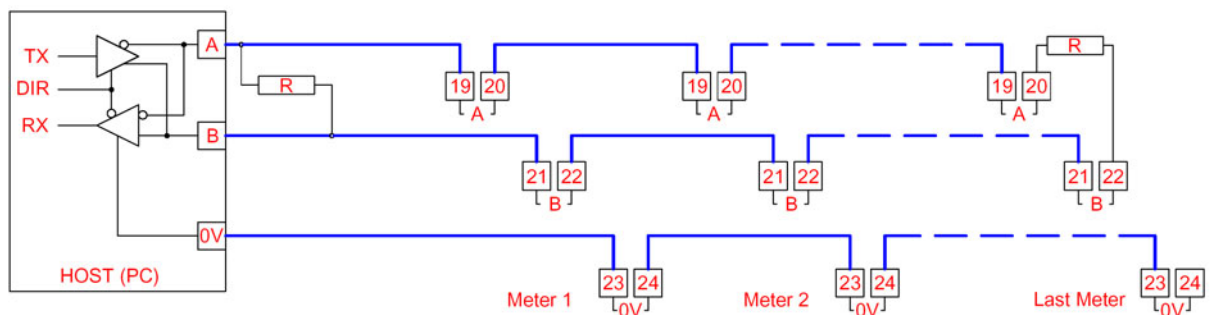 TX
DIR
RX
A
B
0V
HOST (PC)
R
19 20 19 20 19 20
A A A
R
21 22 21 22 21 22
B B B
23 24 23 24 23 24
0V 0V 0V
Meter 1 Meter 2 Last Meter